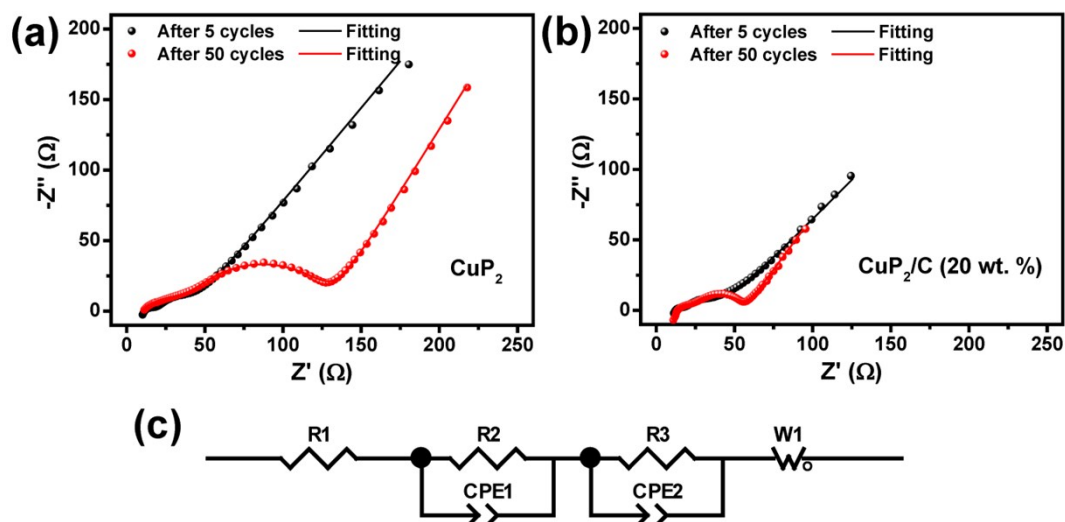 (a)
200
150
100
50
0
-Z" (Ω)
After 5 cycles Fitting
After 50 cycles Fitting
CuP₂
0 50 100 150 200 250
Z' (Ω)
(b)
200
150
100
50
0
-Z" (Ω)
After 5 cycles Fitting
After 50 cycles Fitting
CuP₂/C (20 wt. %)
0 50 100 150 200 250
Z' (Ω)
(c)
R1 R2 R3 W1
CPE1 CPE2